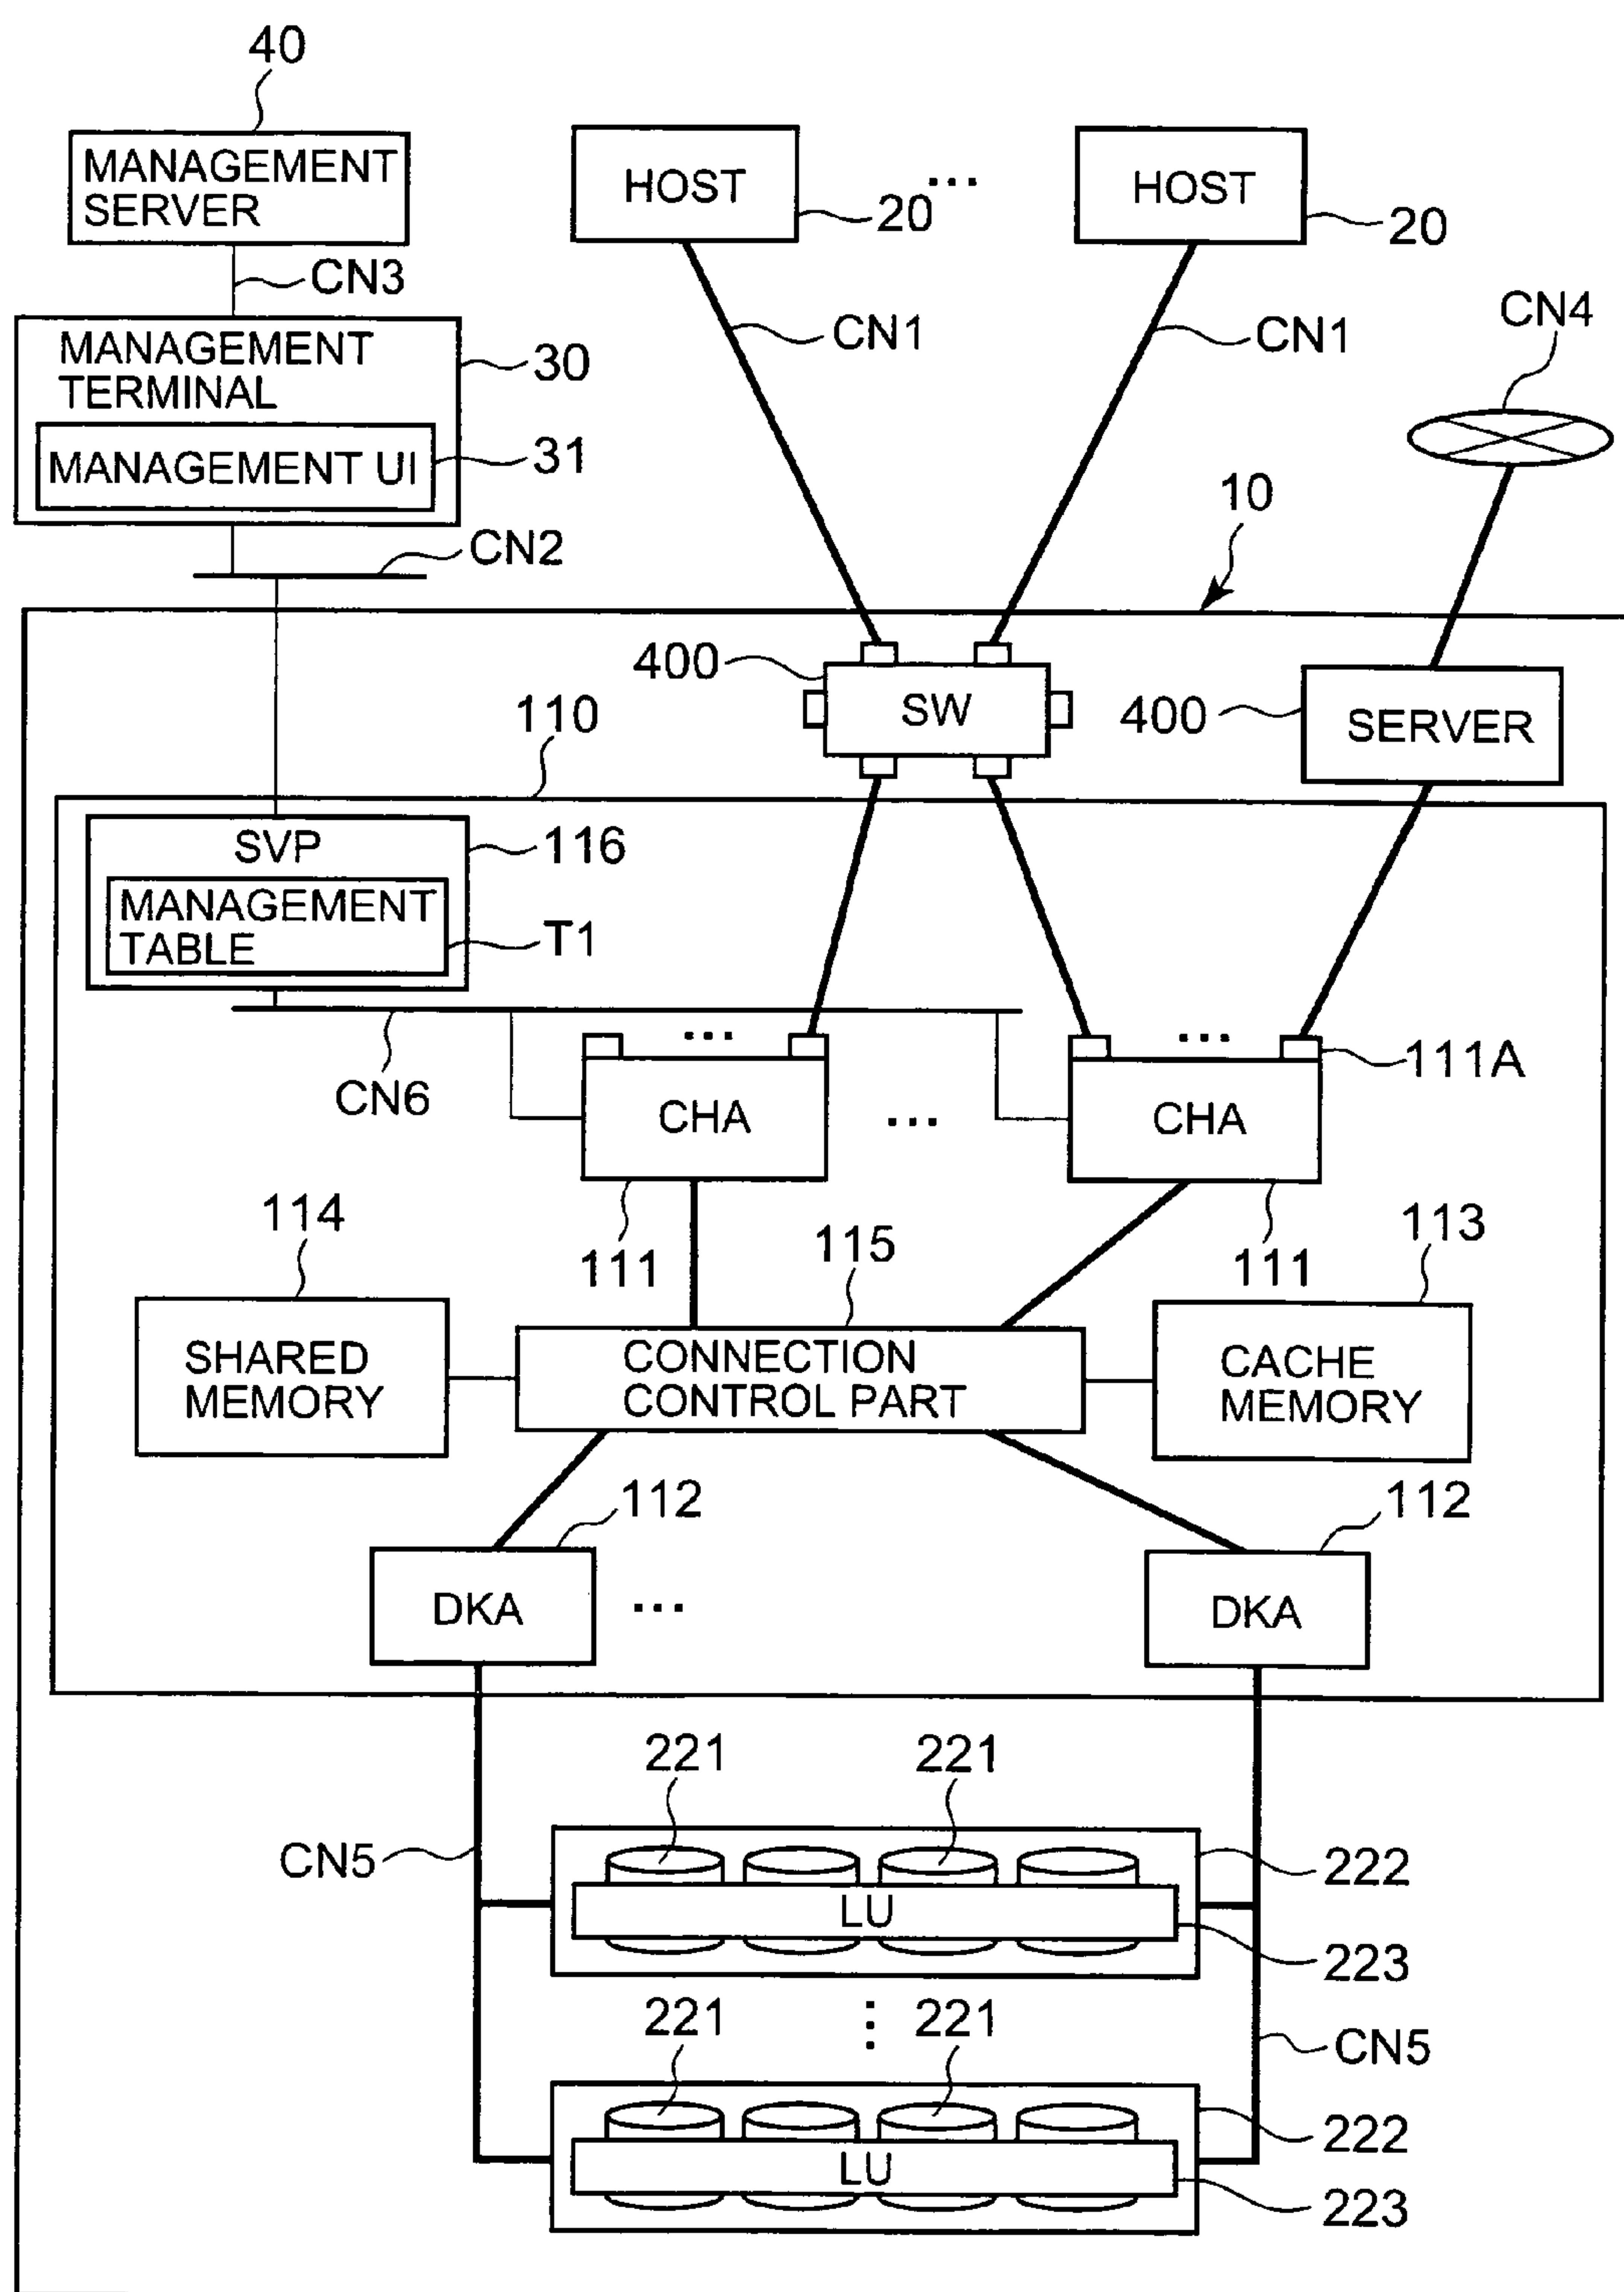 40
MANAGEMENT
SERVER
HOST
...
HOST
20
20
CN3
CN1
CN1
CN4
MANAGEMENT
TERMINAL
30
MANAGEMENT UI
31
10
CN2
400
SW
400
SERVER
110
SVP
116
MANAGEMENT
TABLE
T1
CN6
...
...
111A
CHA
...
CHA
111
111
114
115
113
SHARED
MEMORY
CONNECTION
CONTROL PART
CACHE
MEMORY
112
112
DKA
...
DKA
221
221
CN5
222
LU
223
221
221
CN5
222
LU
223